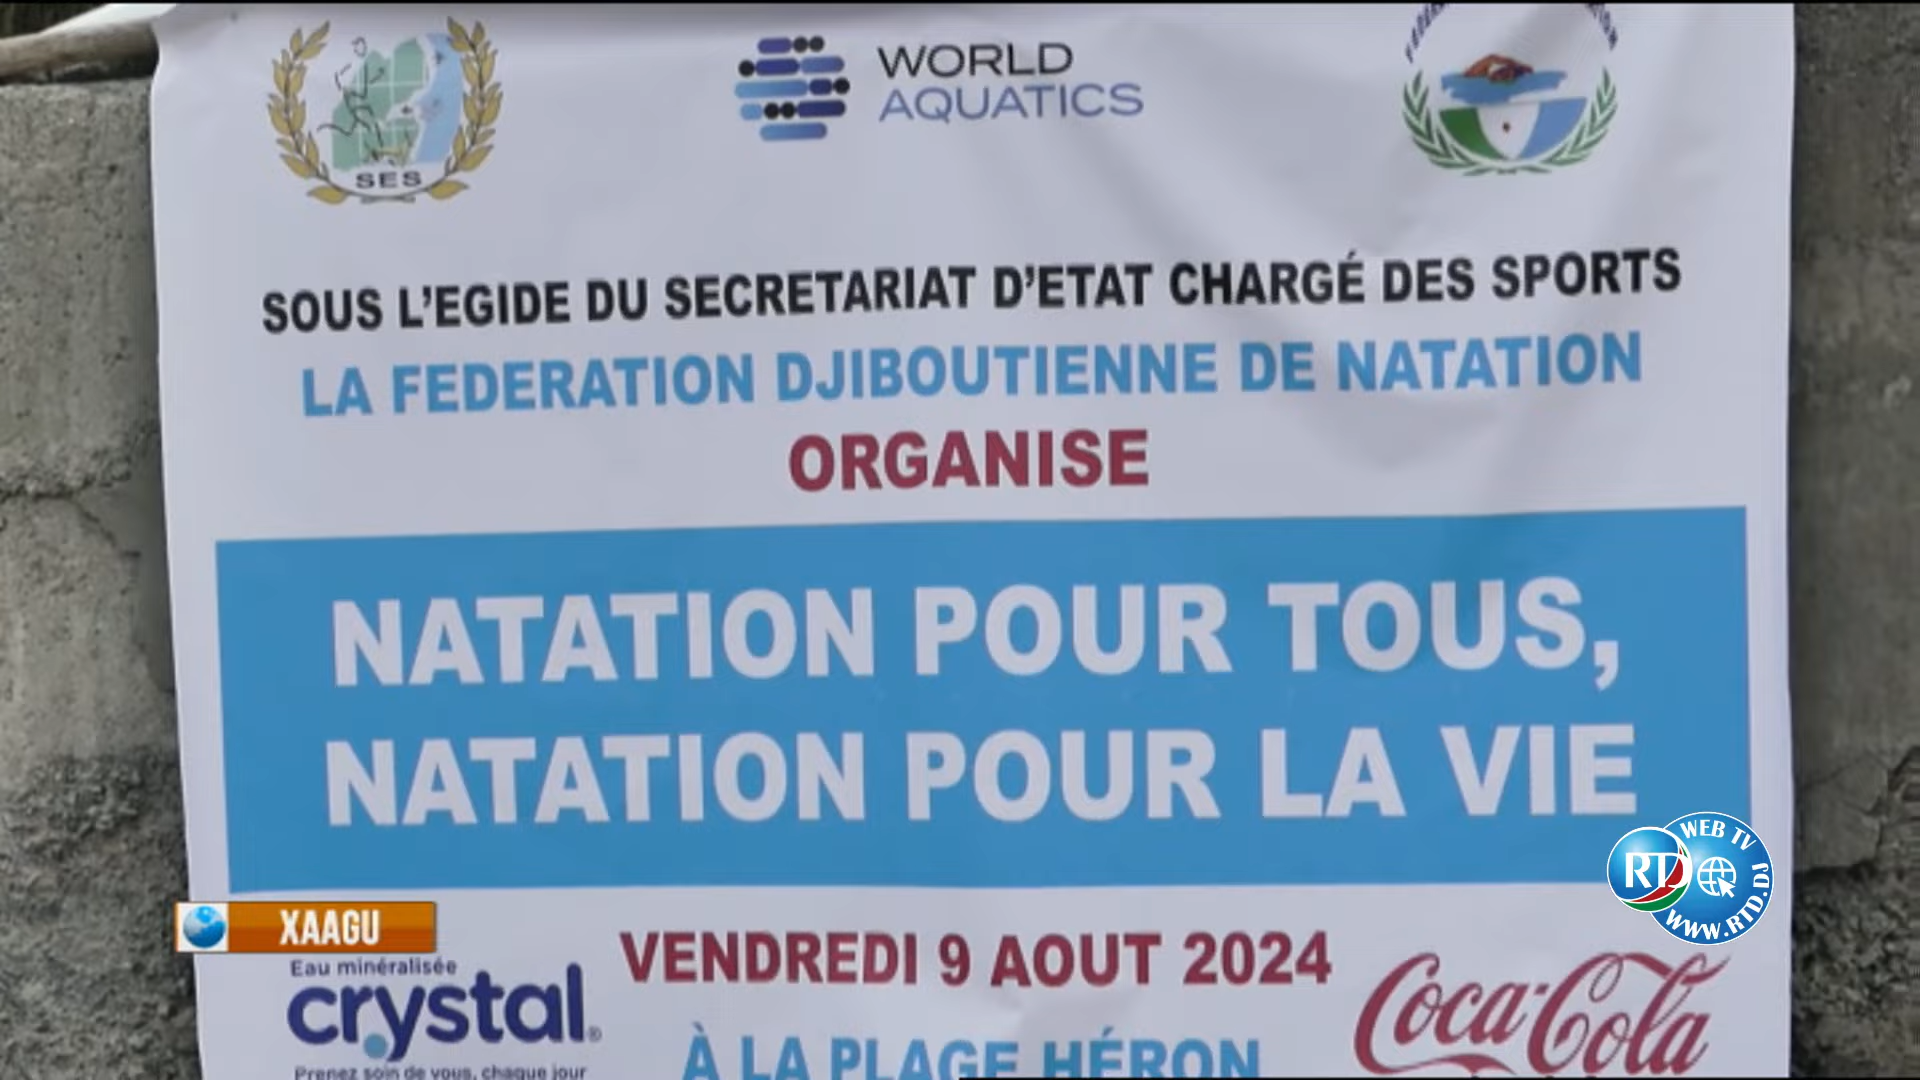 SES
WORLD
AQUATICS
SOUS L'EGIDE DU SECRETARIAT D'ETAT CHARGÉ DES SPORTS
LA FEDERATION DJIBOUTIENNE DE NATATION
ORGANISE
NATATION POUR TOUS,
NATATION POUR LA VIE
WEB TV
RTD
WWW.RTD.DJ
XAAGU
VENDREDI 9 AOUT 2024
Eau minéralisée
crystal
Prenez soin de vous, chaque jour
À LA PLAGE HÉRON
Coca-Cola